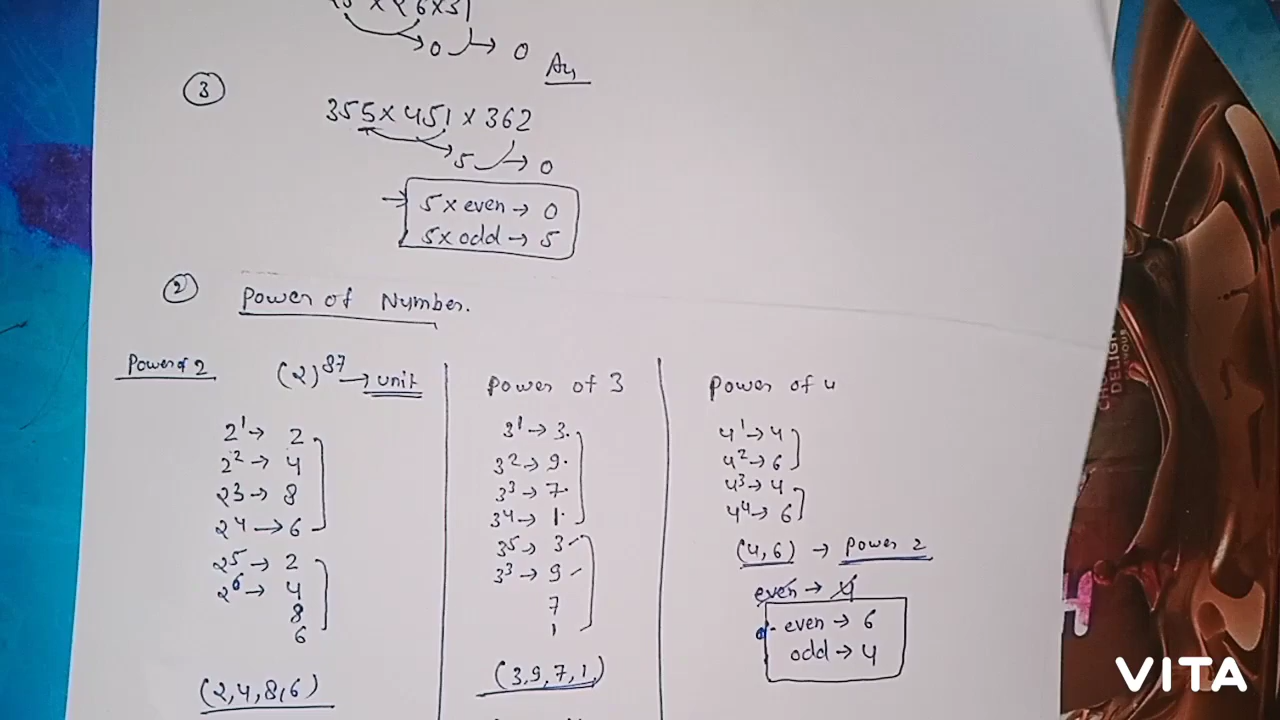 × 26×31
0 → 0
Ans
③
355×451×362
5 → 0
→ 5× even → 0
5× odd → 5
② Power of Number.
Power of 2 (2)^87 → unit
2^1 → 2
2^2 → 4
2^3 → 8
2^4 → 6
2^5 → 2
2^6 → 4
8
6
(2,4,8,6)
Power of 3
3^1 → 3.
3^2 → 9.
3^3 → 7.
3^4 → 1.
3^5 → 3
3^3 → 9
7
1
(3,9,7,1,)
Power of 4
4^1 → 4
4^2 → 6
4^3 → 4
4^4 → 6
(4,6) → Power 2
even → 4
even → 6
odd → 4
DELIGH
VITA